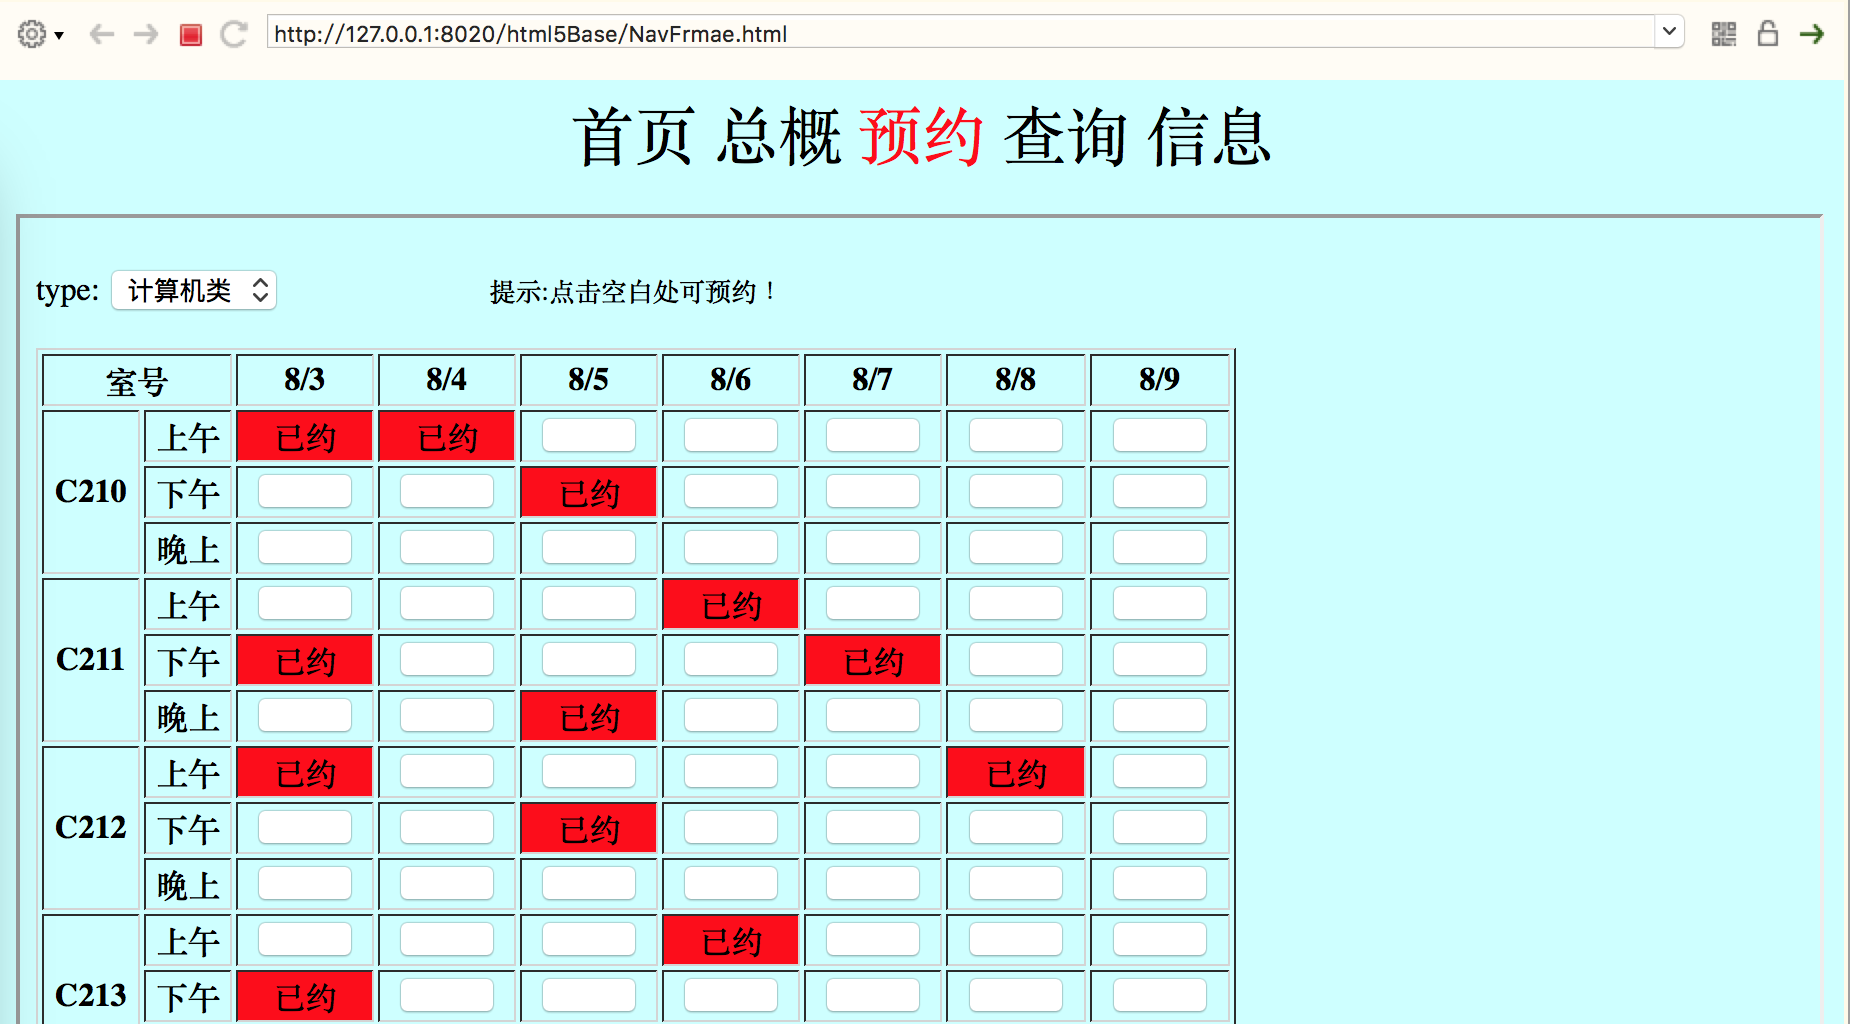 http://127.0.0.1:8020/html5Base/NavFrmae.html
首页 总概 预约 查询 信息
type: 计算机类 提示:点击空白处可预约！
室号 8/3 8/4 8/5 8/6 8/7 8/8 8/9
C210 上午 已约 已约
下午 已约
晚上
C211 上午 已约
下午 已约 已约
晚上 已约
C212 上午 已约 已约
下午 已约
晚上
C213 上午 已约
下午 已约